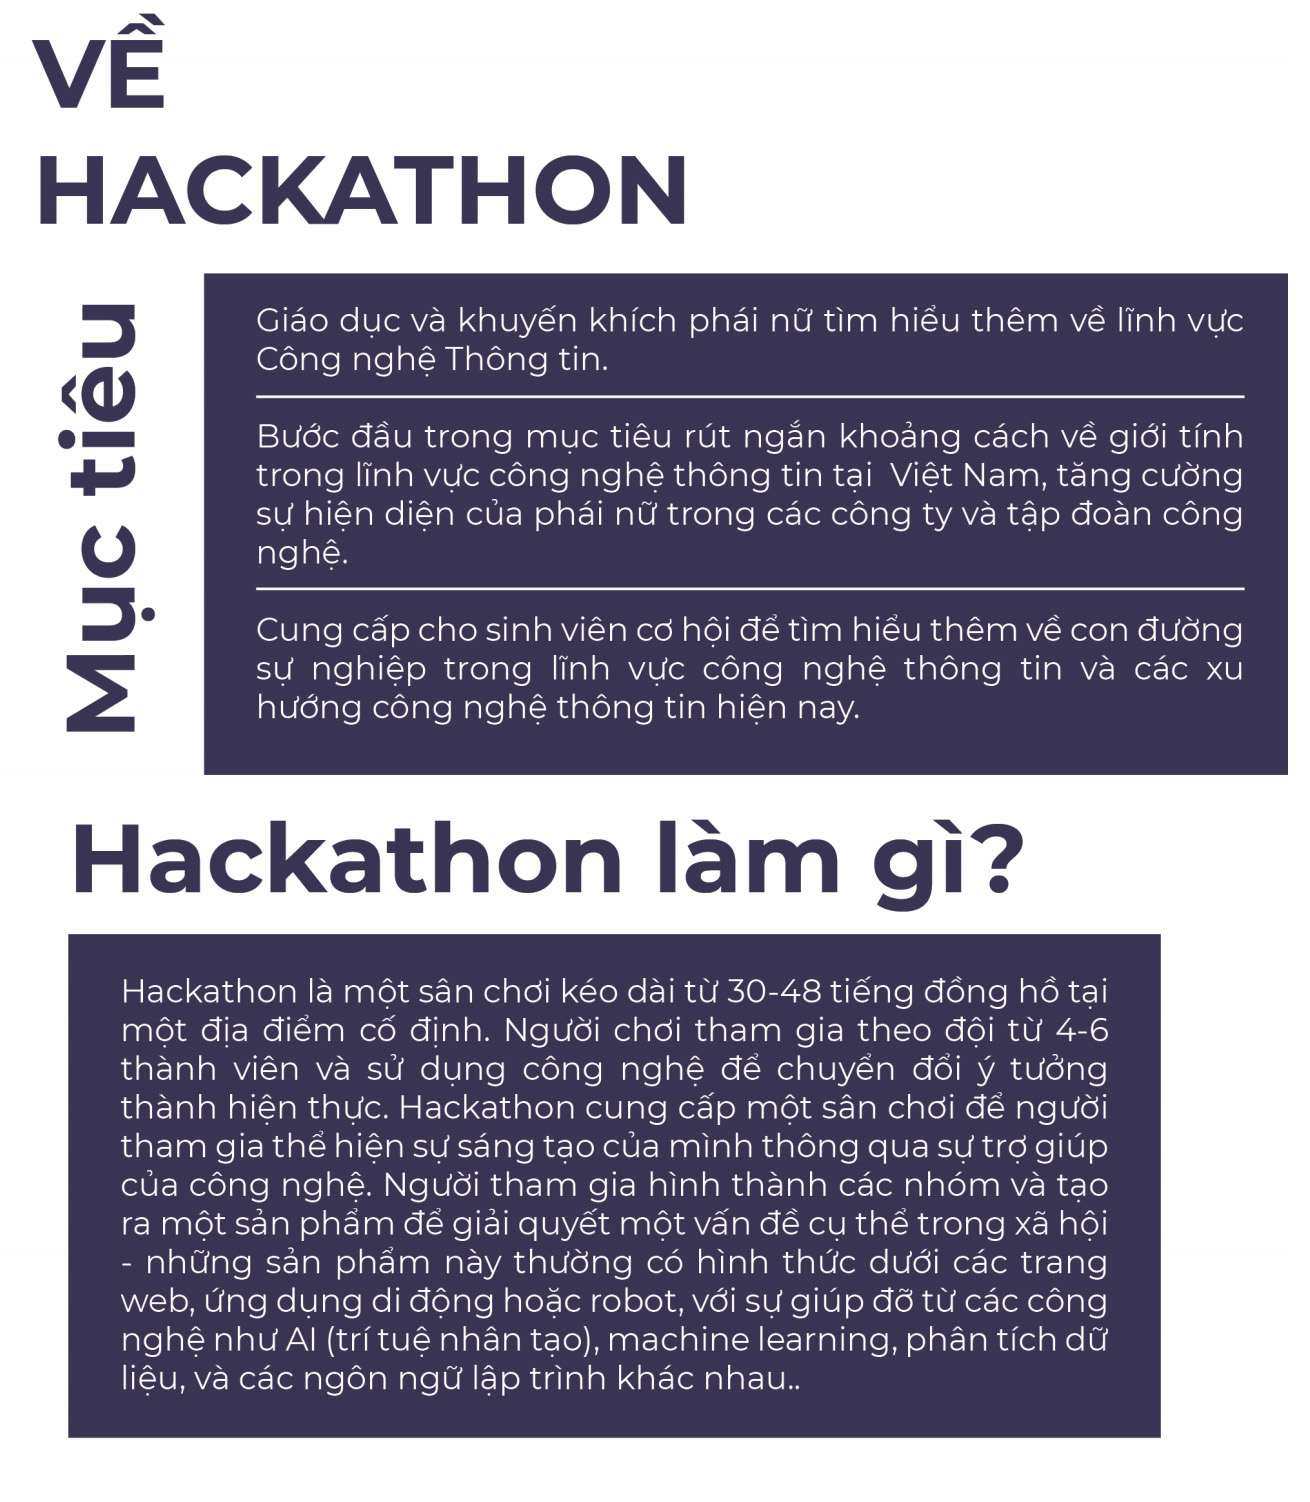 VỀ
HACKATHON
Mục tiêu
Giáo dục và khuyến khích phái nữ tìm hiểu thêm về lĩnh vực
Công nghệ Thông tin.
Bước đầu trong mục tiêu rút ngắn khoảng cách về giới tính
trong lĩnh vực công nghệ thông tin tại  Việt Nam, tăng cường
sự hiện diện của phái nữ trong các công ty và tập đoàn công
nghệ.
Cung cấp cho sinh viên cơ hội để tìm hiểu thêm về con đường
sự nghiệp trong lĩnh vực công nghệ thông tin và các xu
hướng công nghệ thông tin hiện nay.
Hackathon làm gì?
Hackathon là một sân chơi kéo dài từ 30-48 tiếng đồng hồ tại
một địa điểm cố định. Người chơi tham gia theo đội từ 4-6
thành viên và sử dụng công nghệ để chuyển đổi ý tưởng
thành hiện thực. Hackathon cung cấp một sân chơi để người
tham gia thể hiện sự sáng tạo của mình thông qua sự trợ giúp
của công nghệ. Người tham gia hình thành các nhóm và tạo
ra một sản phẩm để giải quyết một vấn đề cụ thể trong xã hội
- những sản phẩm này thường có hình thức dưới các trang
web, ứng dụng di động hoặc robot, với sự giúp đỡ từ các công
nghệ như AI (trí tuệ nhân tạo), machine learning, phân tích dữ
liệu, và các ngôn ngữ lập trình khác nhau..